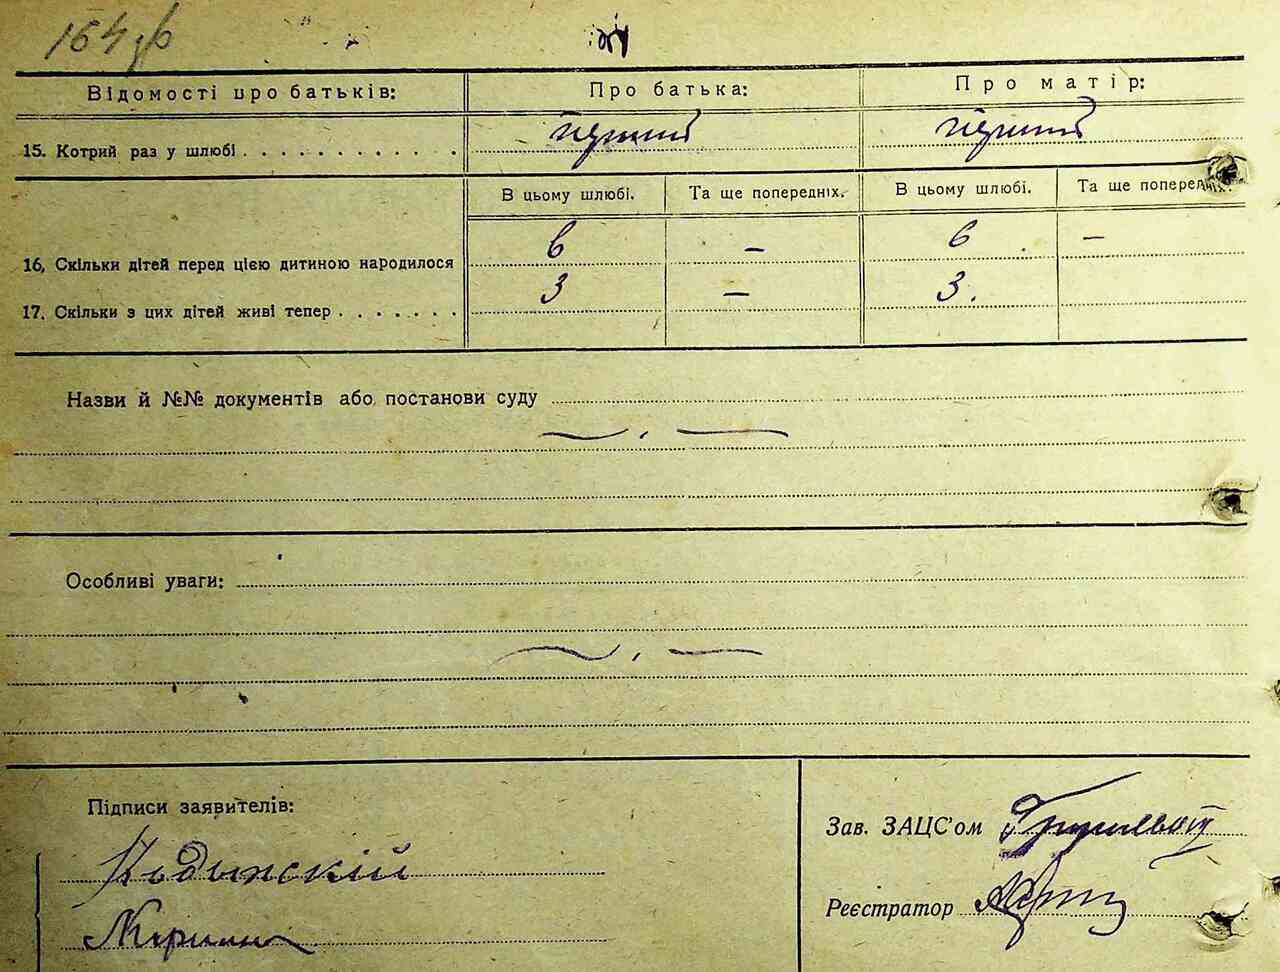 Відомості про батьків: Про батька: Про матір:
15. Котрий раз у шлюбі . . . . . . . . . . . . перший перший
В цьому шлюбі. Та ще попередніх. В цьому шлюбі. Та ще попередніх.
16, Скільки дітей перед цією дитиною народилося 6 — 6 . —
17. Скільки з цих дітей живі тепер . . . . . . . 3 — 3.
Назви й №№ документів або постанови суду
Особливі уваги:
Підписи заявителів:
Зав. ЗАЦС'ом
Реєстратор